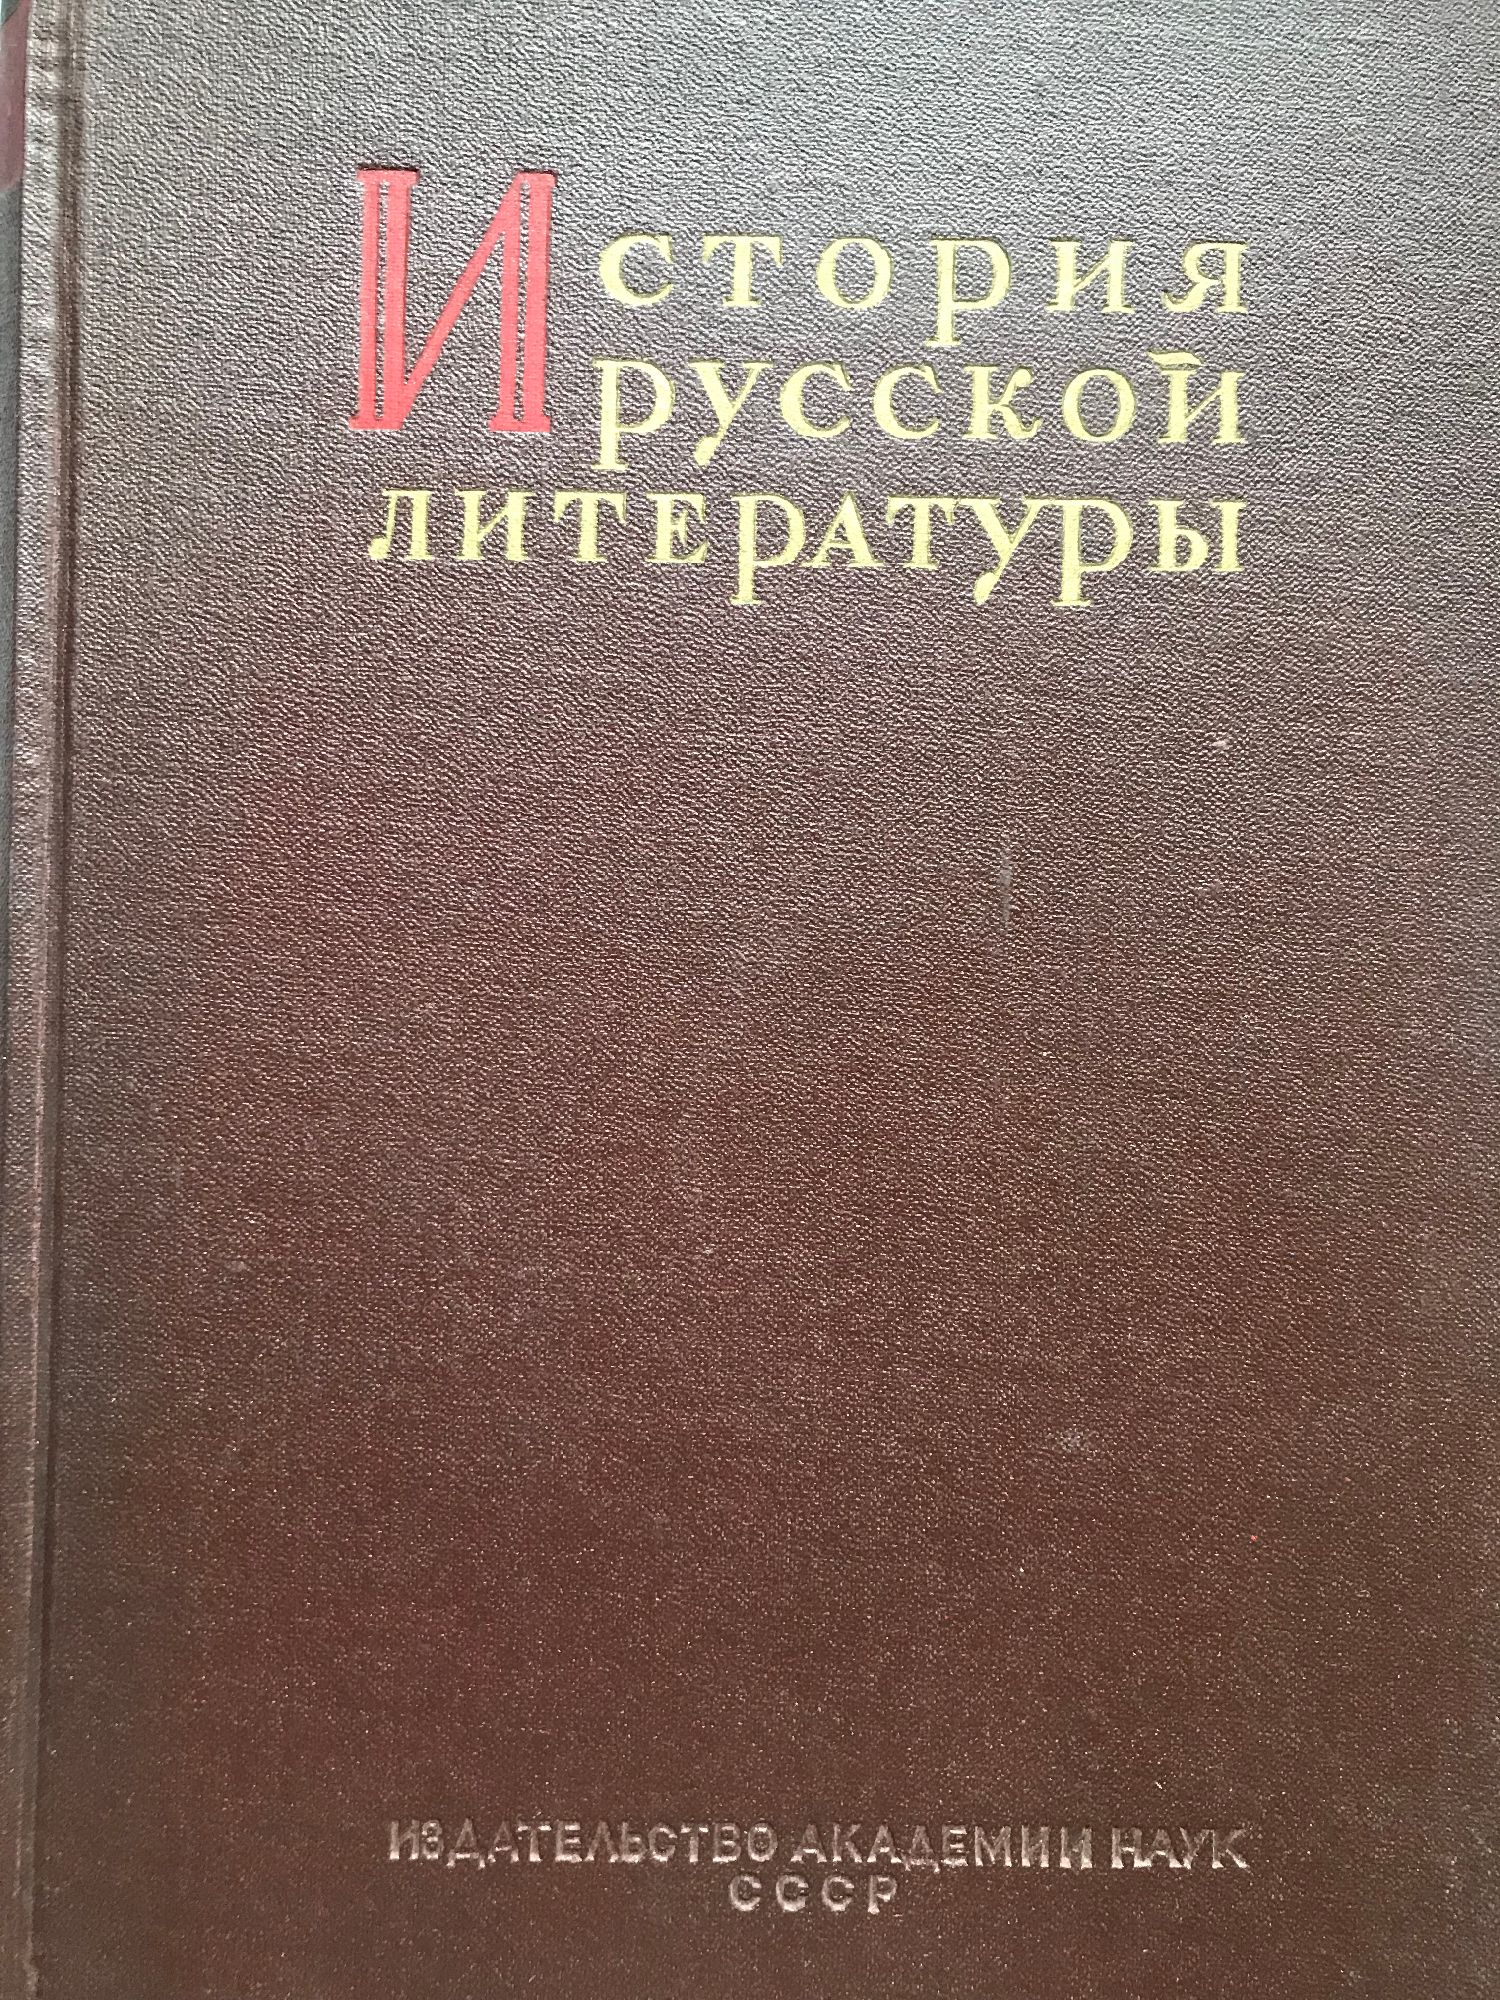 История
русской
литературы
ИЗДАТЕЛЬСТВО АКАДЕМИИ НАУК
СССР